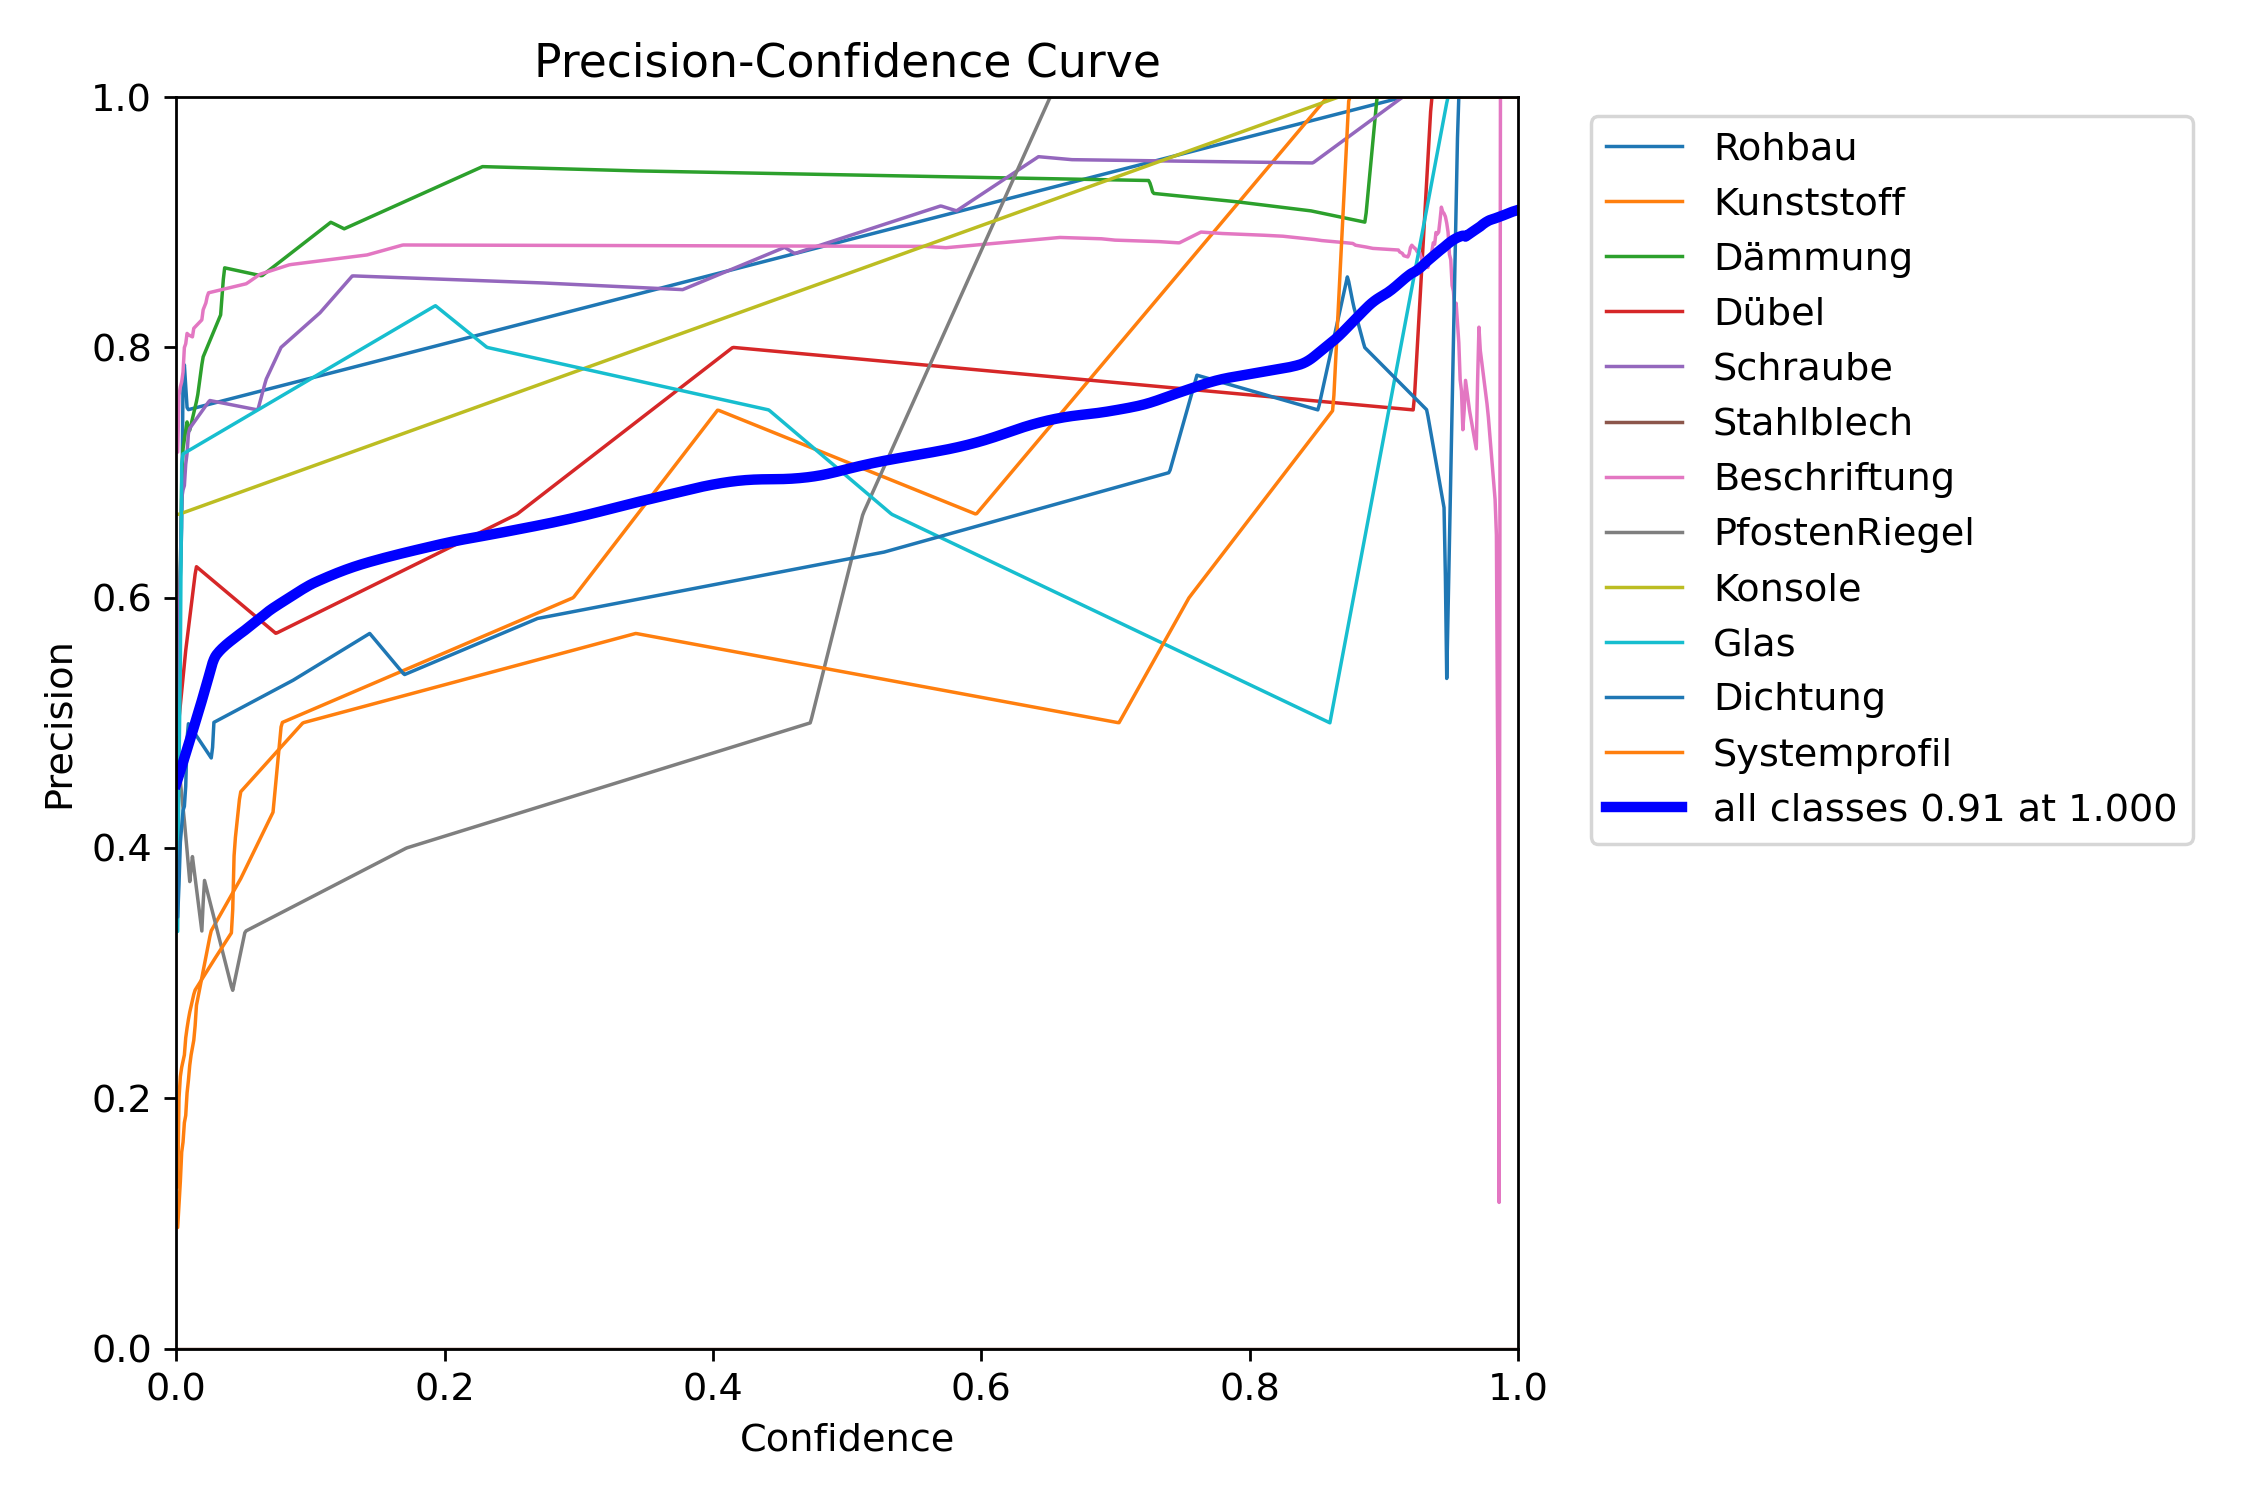 Precision-Confidence Curve
1.0
0.8
0.6
0.4
0.2
0.0
Precision
0.0 0.2 0.4 0.6 0.8 1.0
Confidence
Rohbau
Kunststoff
Dämmung
Dübel
Schraube
Stahlblech
Beschriftung
PfostenRiegel
Konsole
Glas
Dichtung
Systemprofil
all classes 0.91 at 1.000